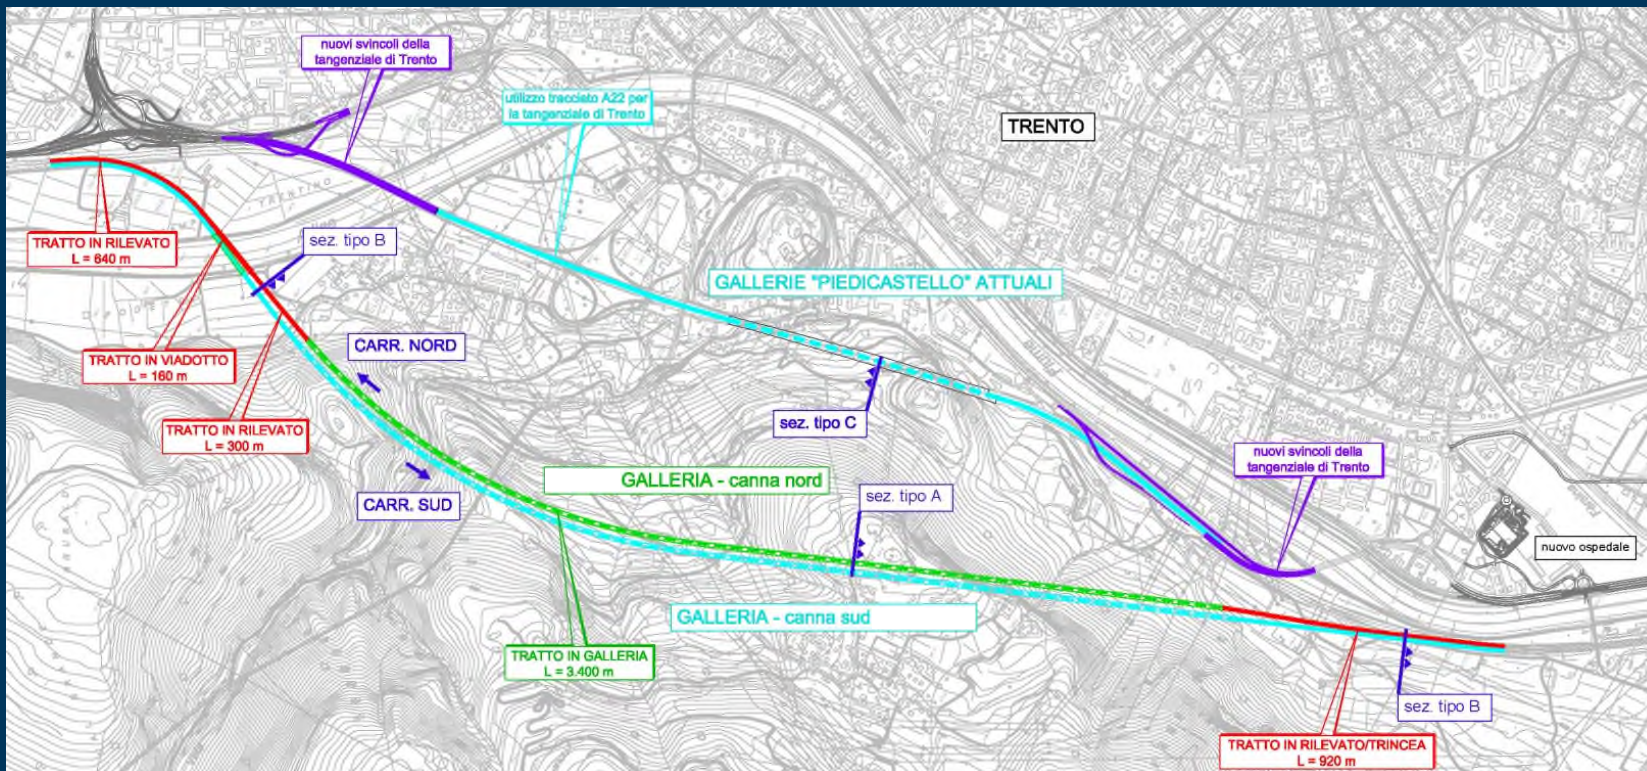 nuovi svincoli della
tangenziale di Trento
utilizzo tracciato A22 per
la tangenziale di Trento
TRENTO
TRENTINO
TRATTO IN RILEVATO
L = 640 m
sez. tipo B
GALLERIE "PIEDICASTELLO" ATTUALI
TRATTO IN VIADOTTO
L = 160 m
CARR. NORD
TRATTO IN RILEVATO
L = 300 m
sez. tipo C
nuovi svincoli della
tangenziale di Trento
GALLERIA - canna nord
CARR. SUD
sez. tipo A
nuovo ospedale
GALLERIA - canna sud
TRATTO IN GALLERIA
L = 3.400 m
sez. tipo B
TRATTO IN RILEVATO/TRINCEA
L = 920 m